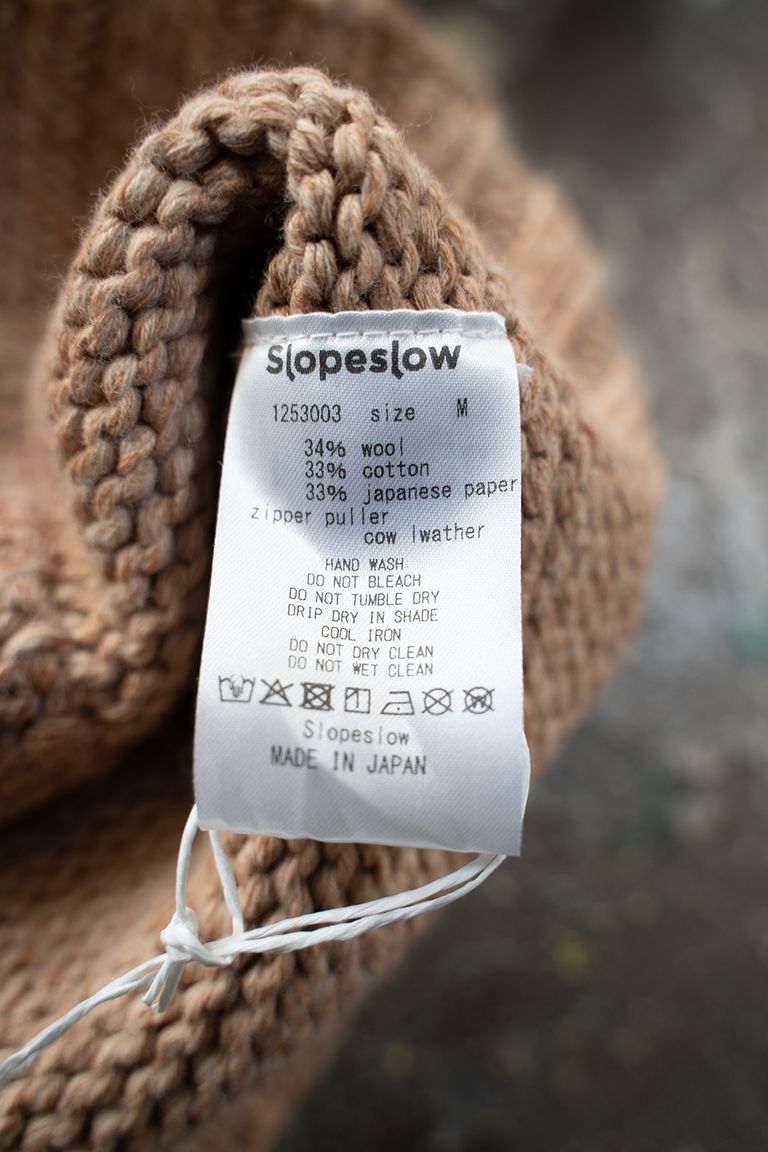 Slopeslow
1253003 size M
34% wool
33% cotton
33% japanese paper
zipper puller
cow lwather
HAND WASH
DO NOT BLEACH
DO NOT TUMBLE DRY
DRIP DRY IN SHADE
COOL IRON
DO NOT DRY CLEAN
DO NOT WET CLEAN
Slopeslow
MADE IN JAPAN